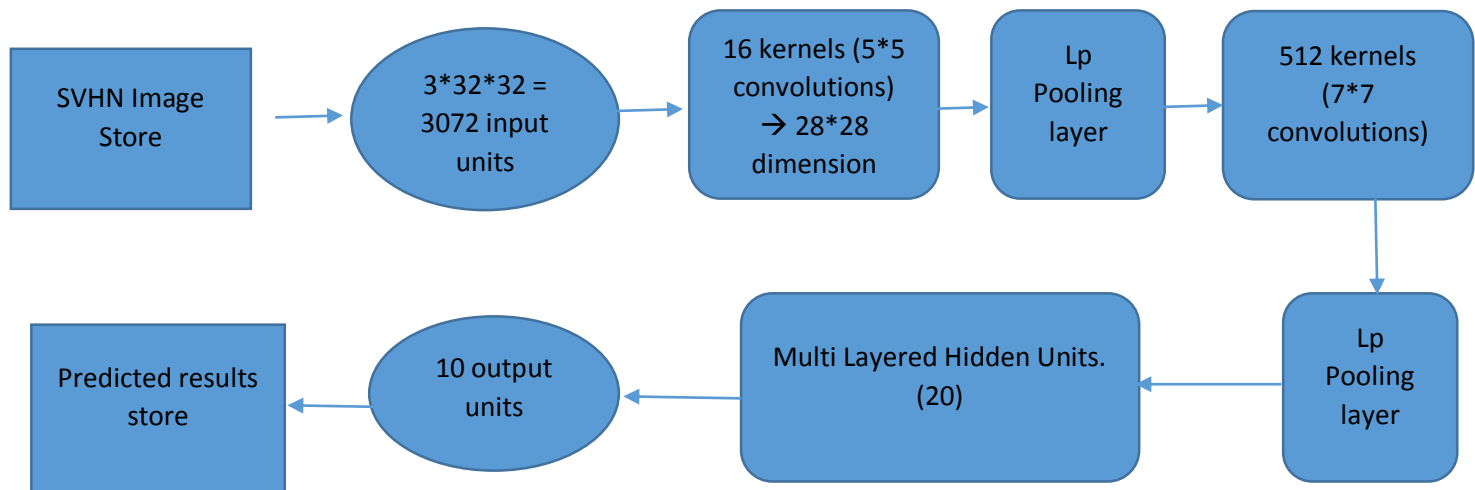 SVHN Image
Store
3*32*32 =
3072 input
units
16 kernels (5*5
convolutions)
→ 28*28
dimension
Lp
Pooling
layer
512 kernels
(7*7
convolutions)
Lp
Pooling
layer
Multi Layered Hidden Units.
(20)
10 output
units
Predicted results
store